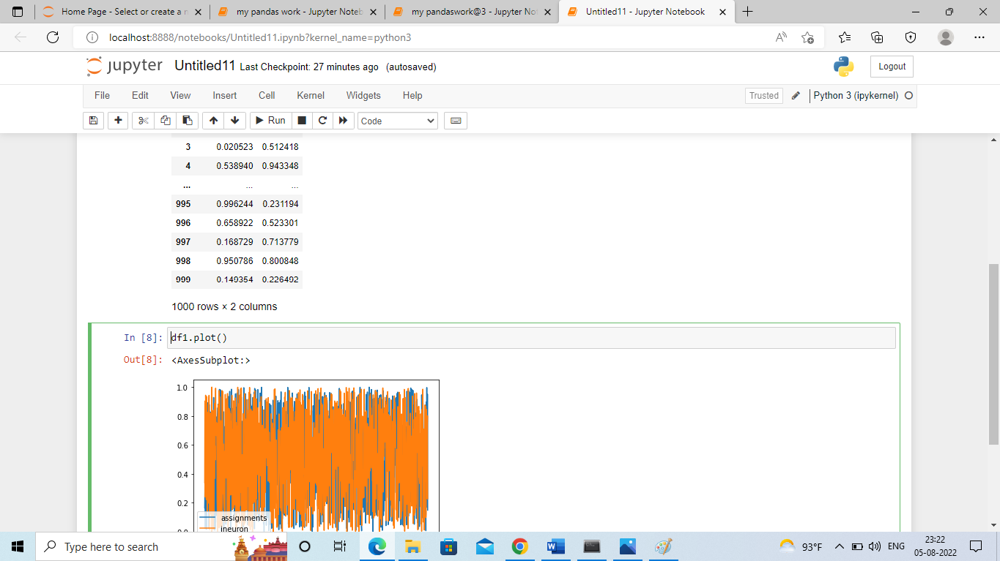 Home Page - Select or create a n
my pandas work - Jupyter Noteb
my pandaswork@3 - Jupyter Not
Untitled11 - Jupyter Notebook
localhost:8888/notebooks/Untitled11.ipynb?kernel_name=python3
jupyter Untitled11 Last Checkpoint: 27 minutes ago (autosaved)
Logout
File Edit View Insert Cell Kernel Widgets Help
Trusted Python 3 (ipykernel)
Run Code
3 0.020523 0.512418
4 0.538940 0.943348
... ... ...
995 0.996244 0.231194
996 0.658922 0.523301
997 0.168729 0.713779
998 0.950786 0.800848
999 0.149354 0.226492
1000 rows × 2 columns
In [8]: df1.plot()
Out[8]: <AxesSubplot:>
1.0
0.8
0.6
0.4
0.2
0.0
assignments
ineuron
Type here to search
93°F ENG
23:22
05-08-2022